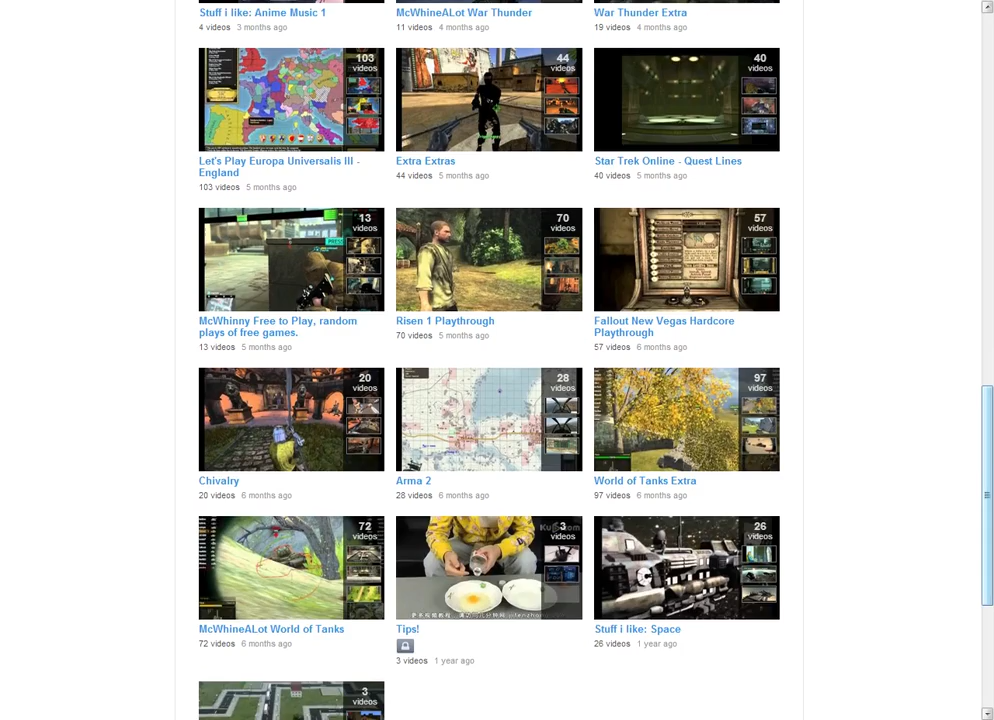 Stuff i like: Anime Music 1
4 videos 3 months ago
McWhineALot War Thunder
11 videos 4 months ago
War Thunder Extra
19 videos 4 months ago
103
videos
Let's Play Europa Universalis III -
England
103 videos 5 months ago
44
videos
Extra Extras
44 videos 5 months ago
40
videos
Star Trek Online - Quest Lines
40 videos 5 months ago
13
videos
McWhinny Free to Play, random
plays of free games.
13 videos 5 months ago
70
videos
Risen 1 Playthrough
70 videos 5 months ago
57
videos
Fallout New Vegas Hardcore
Playthrough
57 videos 6 months ago
20
videos
Chivalry
20 videos 6 months ago
28
videos
Arma 2
28 videos 6 months ago
97
videos
World of Tanks Extra
97 videos 6 months ago
72
videos
McWhineALot World of Tanks
72 videos 6 months ago
3
videos
Tips!
3 videos 1 year ago
26
videos
Stuff i like: Space
26 videos 1 year ago
3
videos